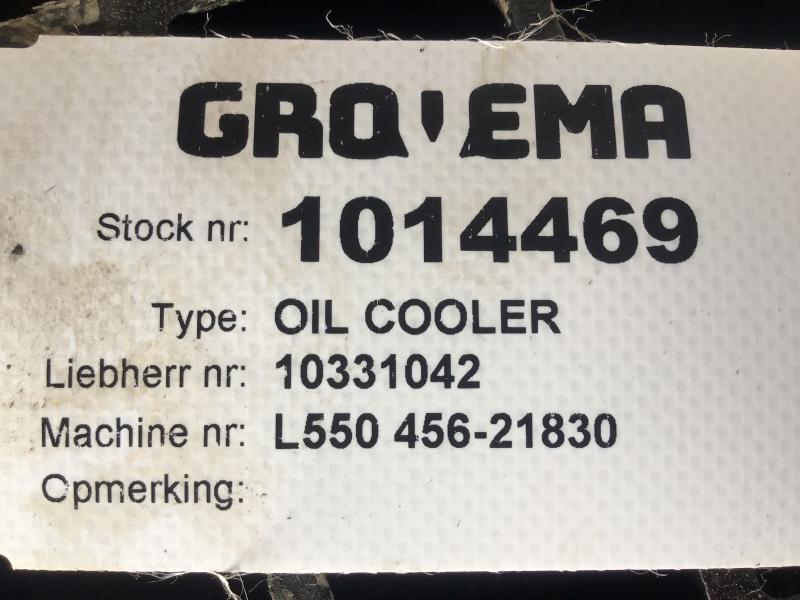 GRO'EMA
Stock nr: 1014469
Type: OIL COOLER
Liebherr nr: 10331042
Machine nr: L550 456-21830
Opmerking: